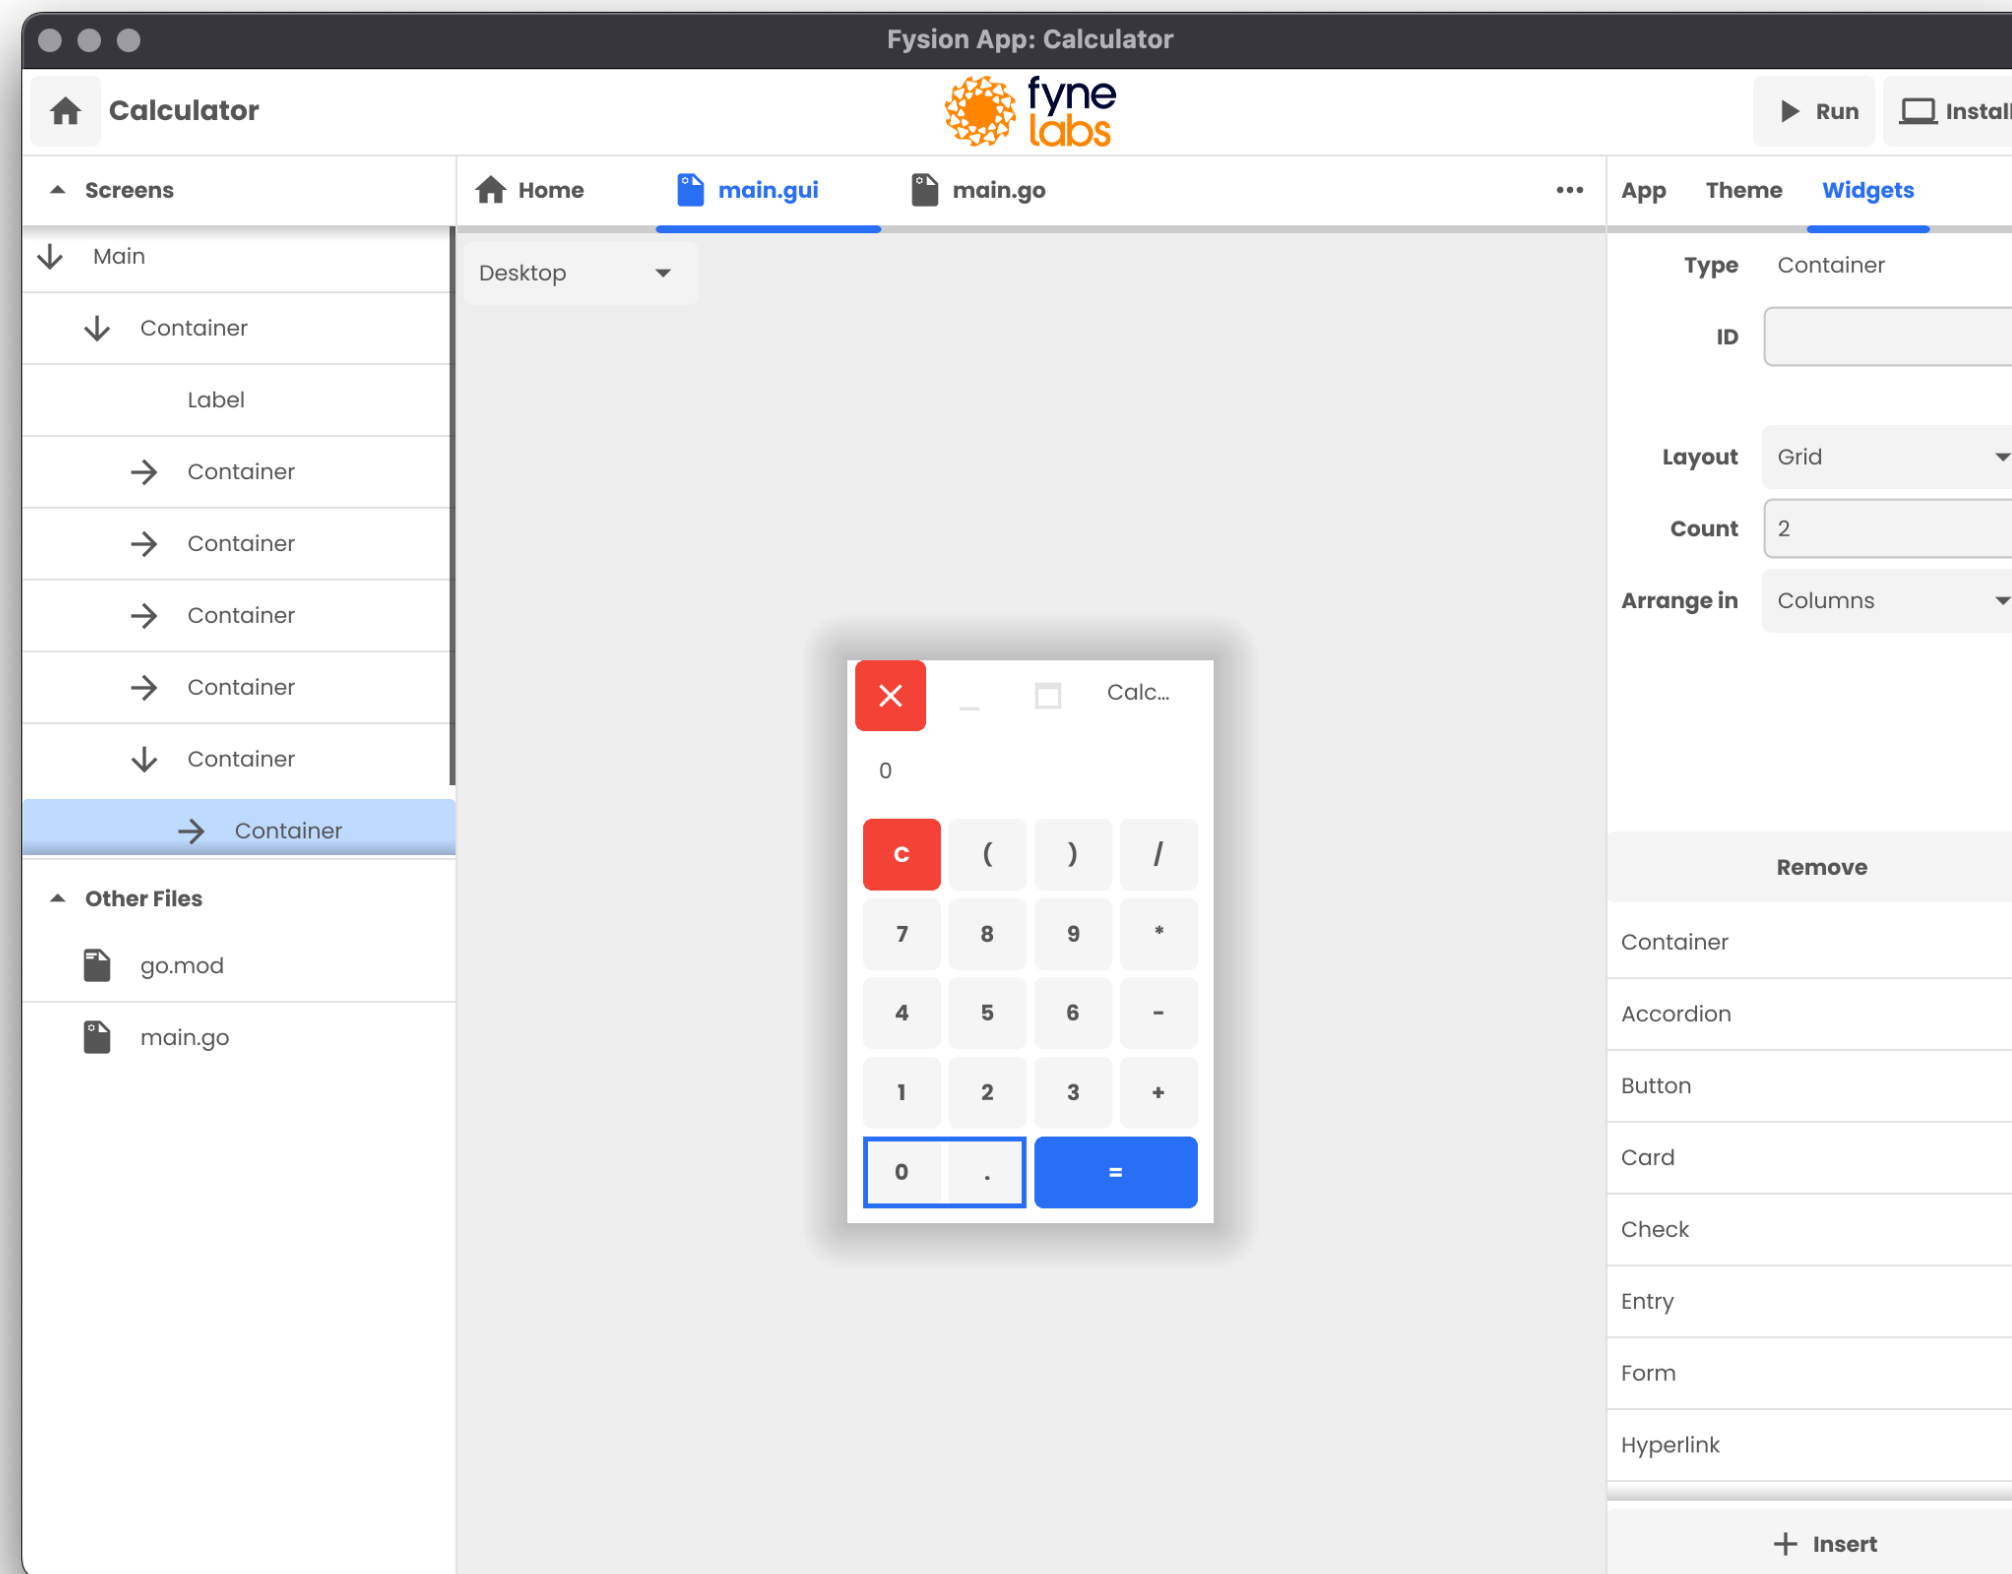 Fysion App: Calculator
Calculator
fyne
labs
Run
Install
Screens
Home
main.gui
main.go
App
Theme
Widgets
Main
Container
Label
Container
Container
Container
Container
Container
Container
Other Files
go.mod
main.go
Desktop
Calc...
0
C ( ) /
7 8 9 *
4 5 6 -
1 2 3 +
0 . =
Type Container
ID
Layout Grid
Count 2
Arrange in Columns
Remove
Container
Accordion
Button
Card
Check
Entry
Form
Hyperlink
+ Insert